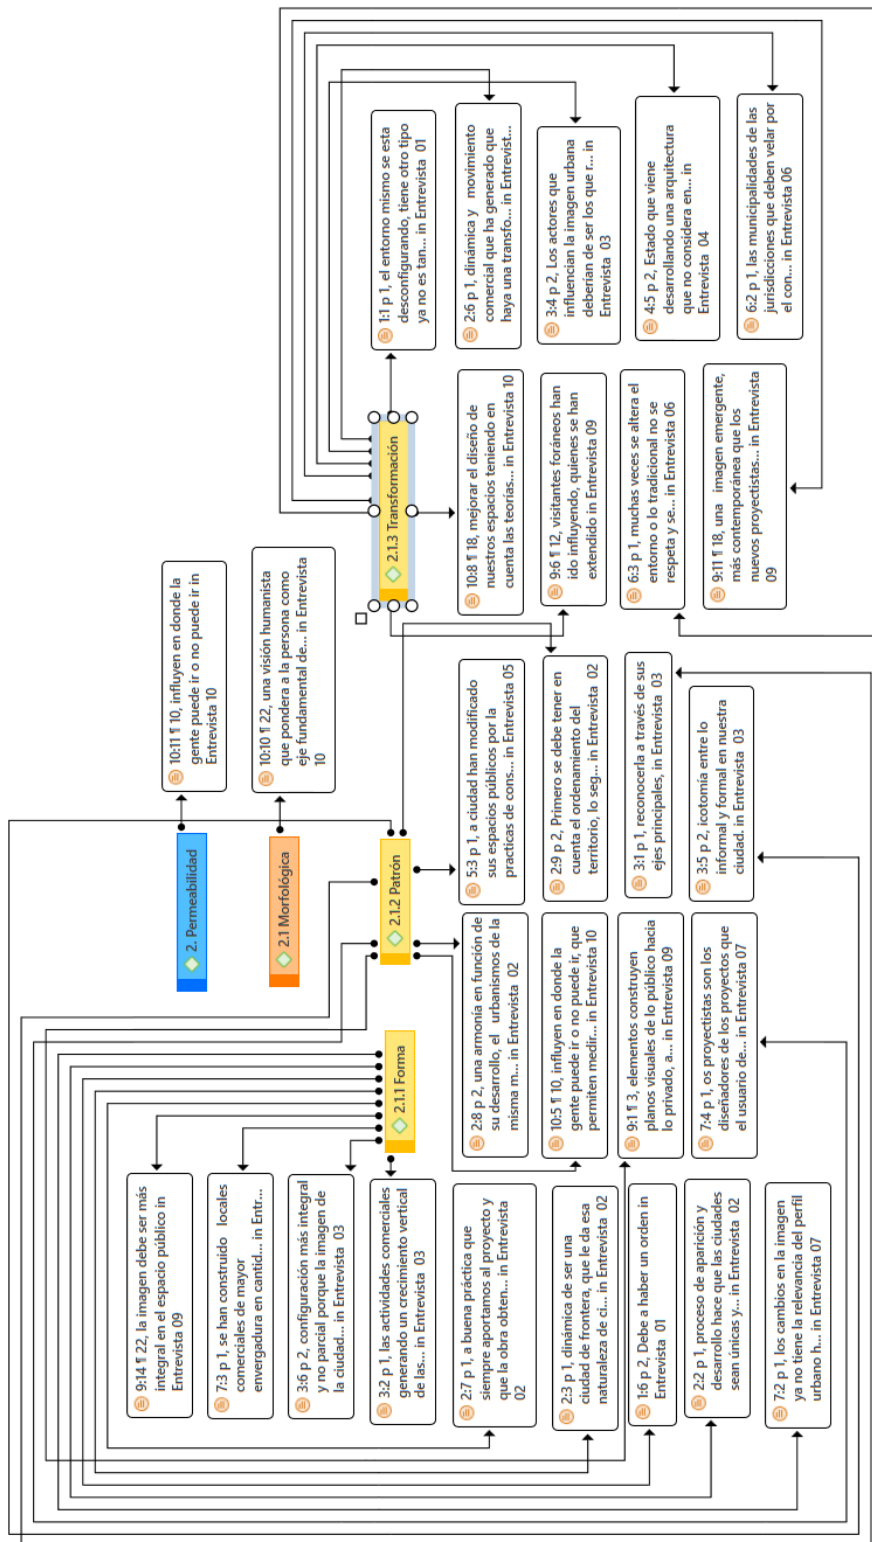 9:14 ¶ 22, la imagen debe ser más
integral en el espacio público in
Entrevista 09
7:3 p 1, se han construido locales
comerciales de mayor
envergadura en cantid... in Entr...
3:6 p 2, configuración más integral
y no parcial porque la imagen de
la ciudad... in Entrevista 03
3:2 p 1, las actividades comerciales
generando un crecimiento vertical
de las... in Entrevista 03
2:7 p 1, a buena práctica que
siempre aportamos al proyecto y
que la obra obten... in Entrevista
02
2:3 p 1, dinámica de ser una
ciudad de frontera, que le da esa
naturaleza de ci... in Entrevista 02
1:6 p 2, Debe a haber un orden in
Entrevista 01
2:2 p 1, proceso de aparición y
desarrollo hace que las ciudades
sean únicas y... in Entrevista 02
7:2 p 1, los cambios en la imagen
ya no tiene la relevancia del perfil
urbano h... in Entrevista 07
2.1.1 Forma
2:8 p 2, una armonía en función de
su desarrollo, el urbanismos de la
misma m... in Entrevista 02
10:5 ¶ 10, influyen en donde la
gente puede ir o no puede ir, que
permiten medir... in Entrevista 10
9:1 ¶ 3, elementos construyen
planos visuales de lo público hacia
lo privado, a... in Entrevista 09
7:4 p 1, os proyectistas son los
diseñadores de los proyectos que
el usuario de... in Entrevista 07
2. Permeabilidad
2.1 Morfológica
2.1.2 Patrón
5:3 p 1, a ciudad han modificado
sus espacios públicos por la
practicas de cons... in Entrevista 05
2:9 p 2, Primero se debe tener en
cuenta el ordenamiento del
territorio, lo seg... in Entrevista 02
3:1 p 1, reconocerla a través de sus
ejes principales, in Entrevista 03
3:5 p 2, icotomía entre lo
informal y formal en nuestra
ciudad. in Entrevista 03
10:11 ¶ 10, influyen en donde la
gente puede ir o no puede ir in
Entrevista 10
10:10 ¶ 22, una visión humanista
que pondera a la persona como
eje fundamental de... in Entrevista
10
2.1.3 Transformación
10:8 ¶ 18, mejorar el diseño de
nuestros espacios teniendo en
cuenta las teorías... in Entrevista 10
9:6 ¶ 12, visitantes foráneos han
ido influyendo, quienes se han
extendido in Entrevista 09
6:3 p 1, muchas veces se altera el
entorno o lo tradicional no se
respeta y se... in Entrevista 06
9:11 ¶ 18, una imagen emergente,
más contemporánea que los
nuevos proyectistas... in Entrevista
09
1:1 p 1, el entorno mismo se esta
desconfigurando, tiene otro tipo
ya no es tan... in Entrevista 01
2:6 p 1, dinámica y movimiento
comercial que ha generado que
haya una transfo... in Entrevist...
3:4 p 2, Los actores que
influencian la imagen urbana
deberían de ser los que r... in
Entrevista 03
4:5 p 2, Estado que viene
desarrollando una arquitectura
que no considera en... in
Entrevista 04
6:2 p 1, las municipalidades de las
jurisdicciones que deben velar por
el con... in Entrevista 06